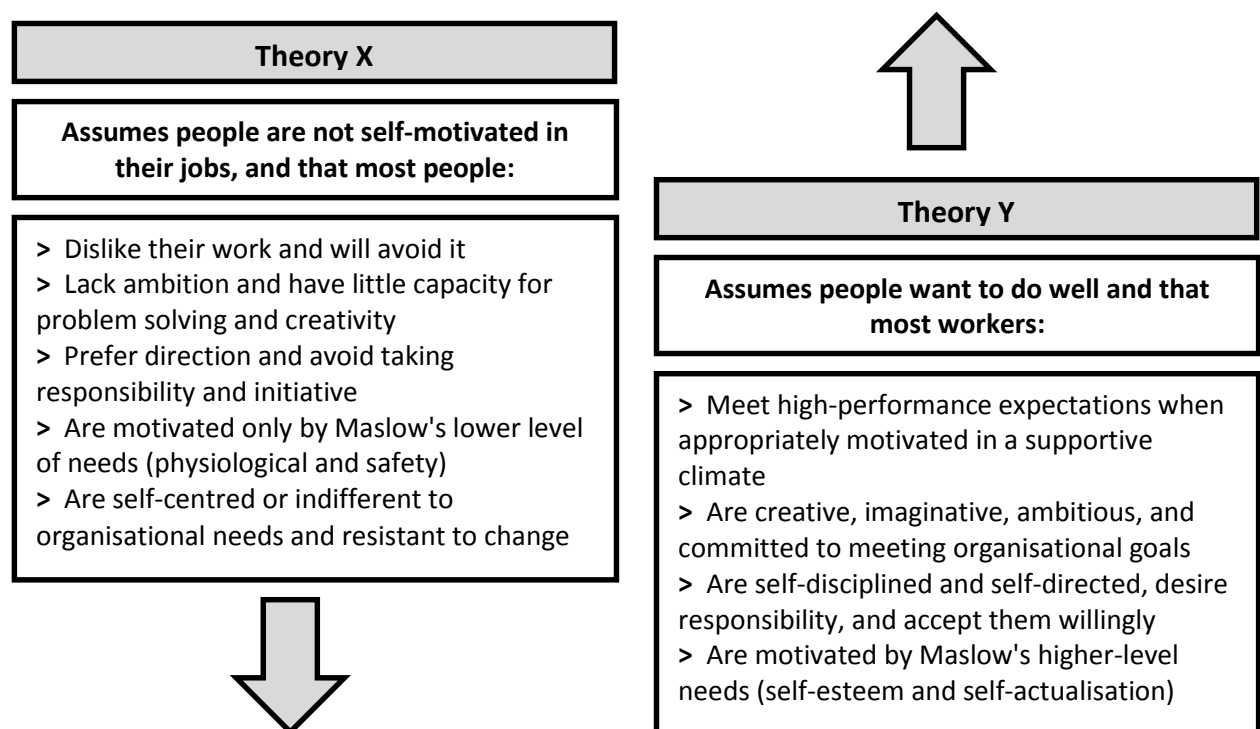 Theory X
Assumes people are not self-motivated in
their jobs, and that most people:
> Dislike their work and will avoid it
> Lack ambition and have little capacity for
problem solving and creativity
> Prefer direction and avoid taking
responsibility and initiative
> Are motivated only by Maslow's lower level
of needs (physiological and safety)
> Are self-centred or indifferent to
organisational needs and resistant to change
Theory Y
Assumes people want to do well and that
most workers:
> Meet high-performance expectations when
appropriately motivated in a supportive
climate
> Are creative, imaginative, ambitious, and
committed to meeting organisational goals
> Are self-disciplined and self-directed, desire
responsibility, and accept them willingly
> Are motivated by Maslow's higher-level
needs (self-esteem and self-actualisation)